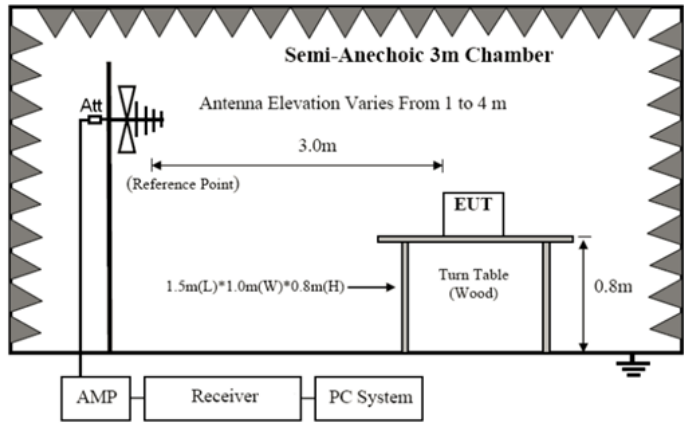 Semi-Anechoic 3m Chamber
Att
Antenna Elevation Varies From 1 to 4 m
3.0m
(Reference Point)
EUT
1.5m(L)*1.0m(W)*0.8m(H)
Turn Table
(Wood)
0.8m
AMP
Receiver
PC System